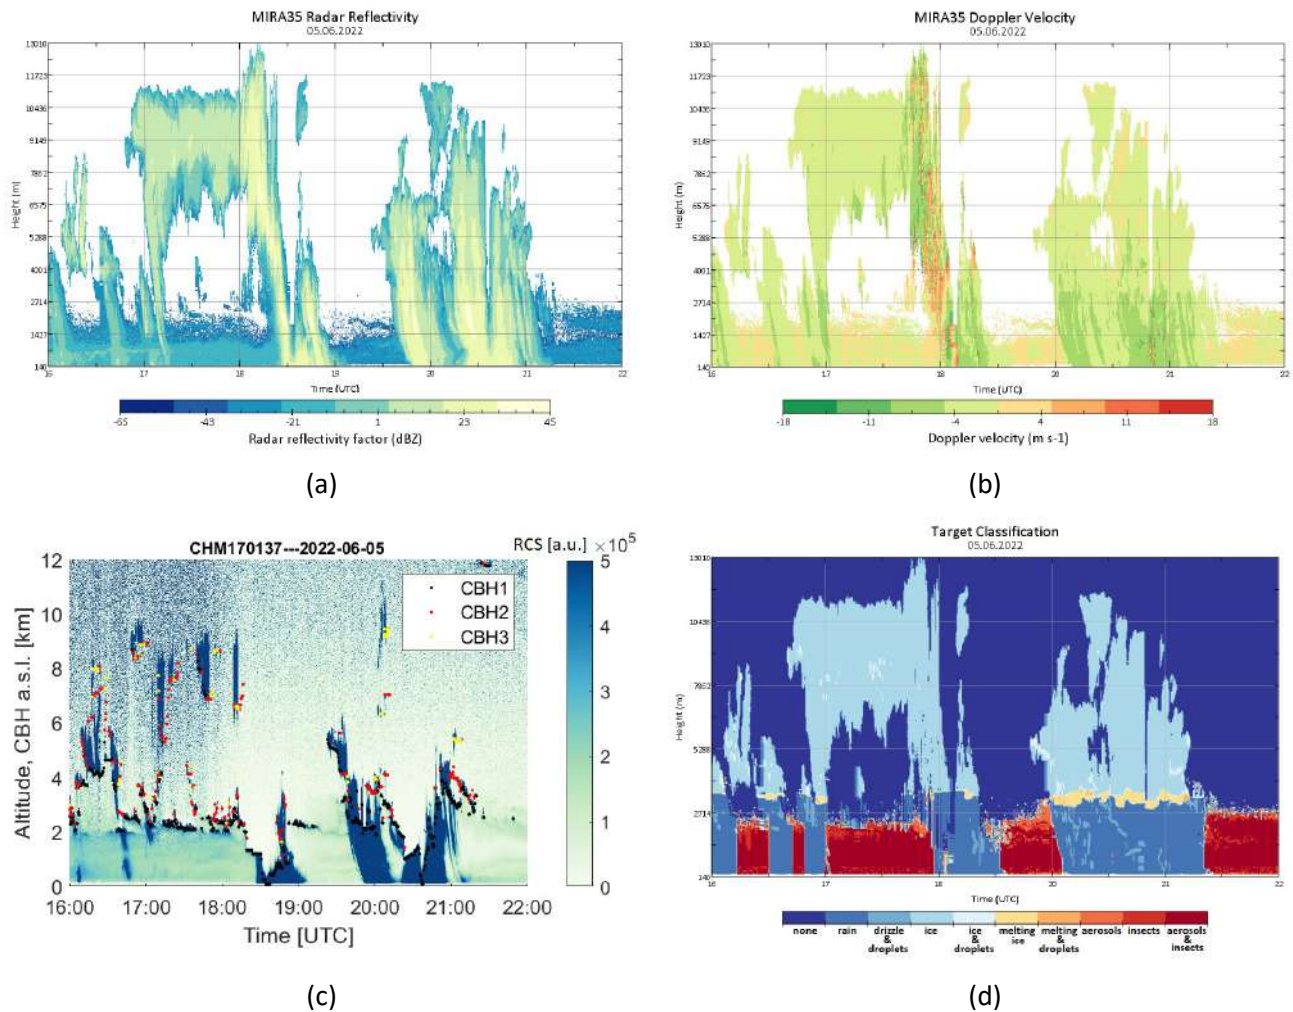 MIRA35 Radar Reflectivity
05.06.2022
13010
11723
10436
9149
7862
6575
5288
4001
2714
1427
140
Height (m)
16 17 18 19 20 21 22
Time (UTC)
-65 -43 -21 1 23 45
Radar reflectivity factor (dBZ)
(a)
MIRA35 Doppler Velocity
05.06.2022
13010
11723
10436
9149
7862
6575
5288
4001
2714
1427
140
Height (m)
16 17 18 19 20 21 22
Time (UTC)
-18 -11 -4 4 11 18
Doppler velocity (m s-1)
(b)
CHM170137---2022-06-05
RCS [a.u.] ×10⁵
CBH1
CBH2
CBH3
12
10
8
6
4
2
0
Altitude, CBH a.s.l. [km]
16:00 17:00 18:00 19:00 20:00 21:00 22:00
Time [UTC]
5
4
3
2
1
0
(c)
Target Classification
05.06.2022
13010
10436
7862
5288
2714
140
Height (m)
16 17 18 19 20 21 22
Time (UTC)
none rain drizzle & droplets ice ice & droplets melting ice melting & droplets aerosols insects aerosols & insects
(d)